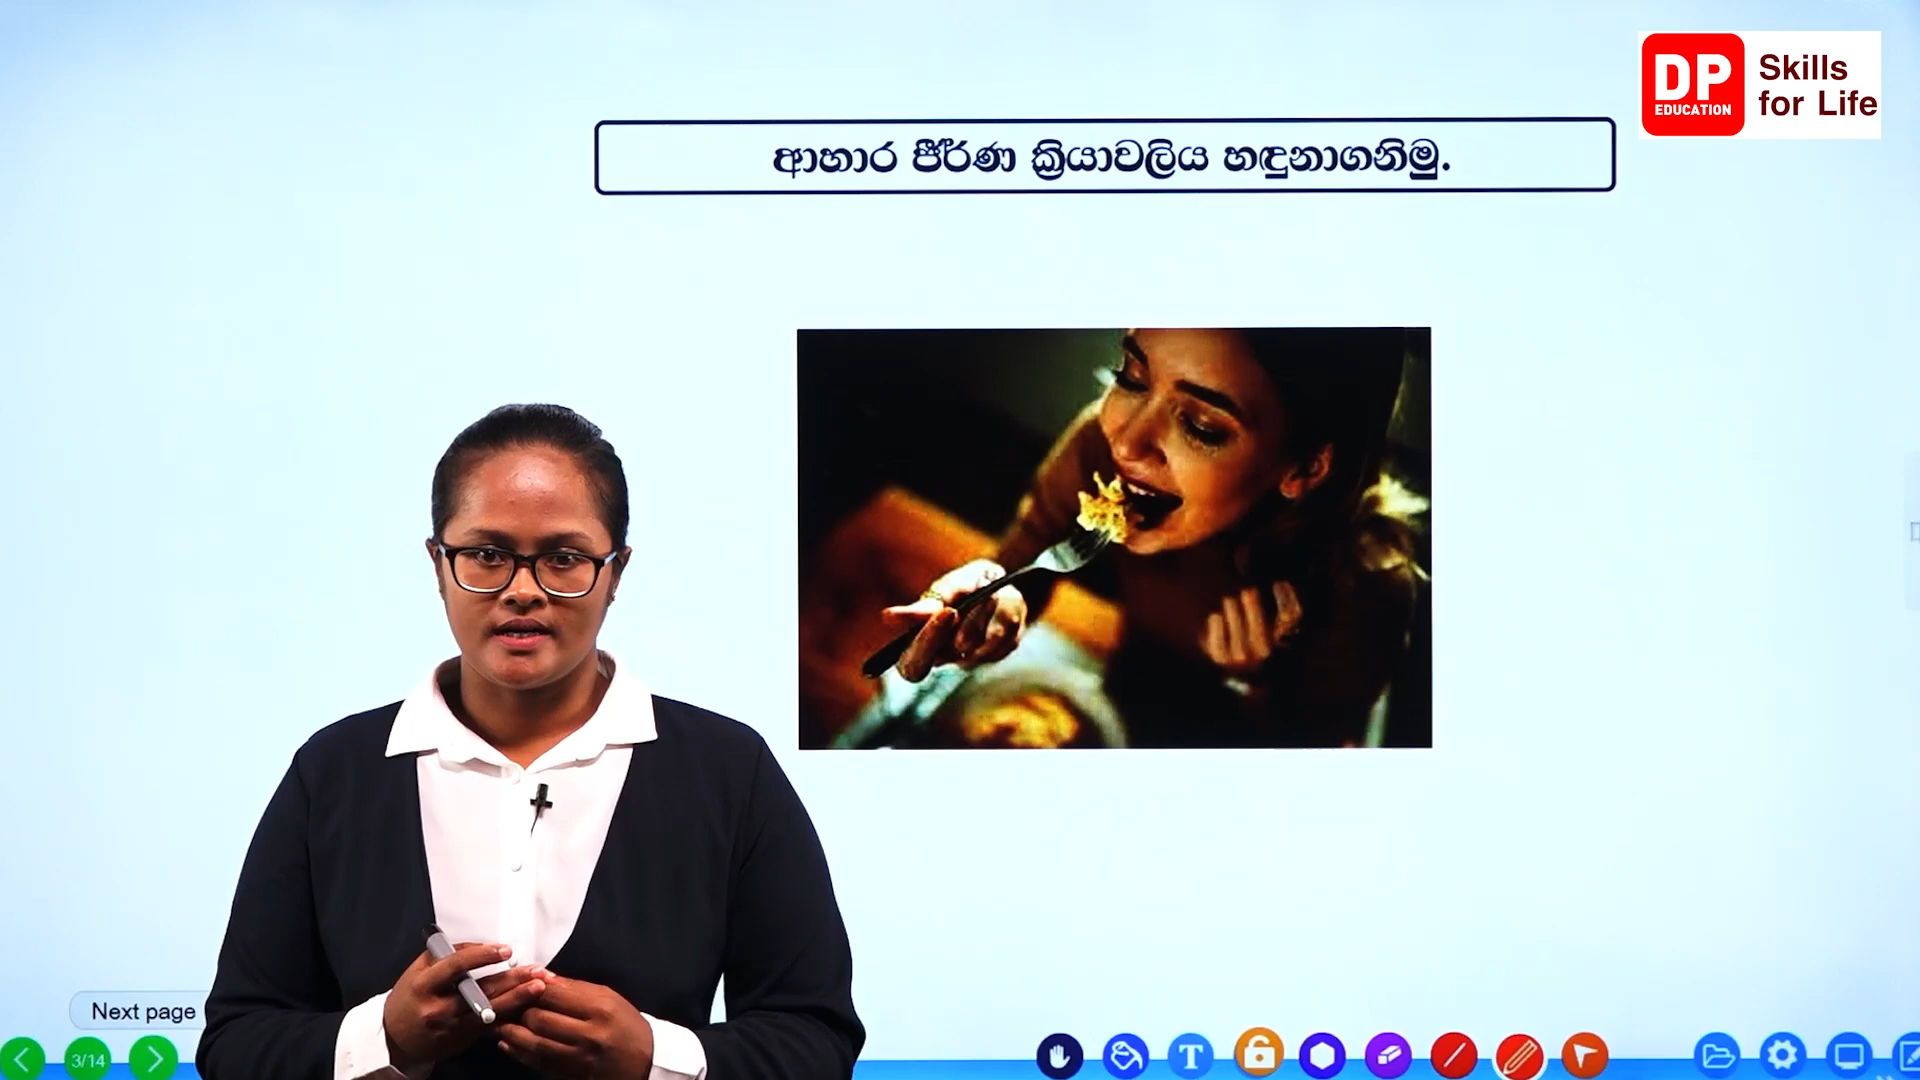 DP
EDUCATION
Skills
for Life
ආහාර ජීර්ණ ක්‍රියාවලිය හඳුනාගනිමු.
Next page
3/14
T